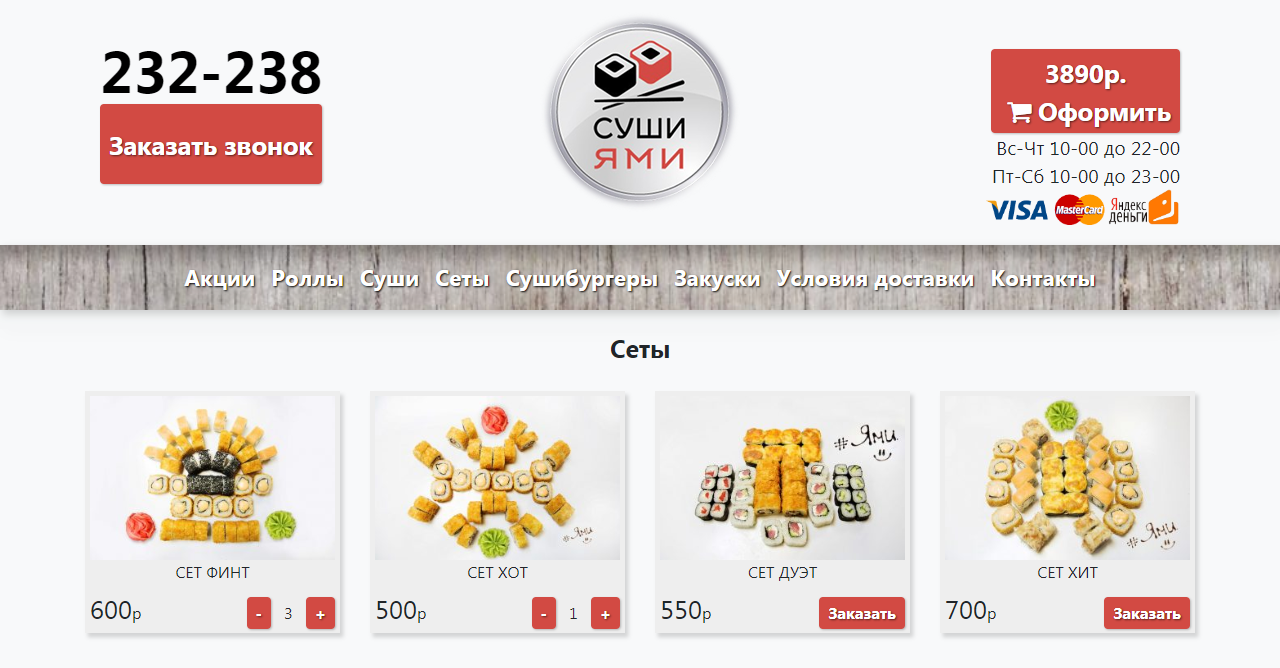 232-238
Заказать звонок
СУШИ
ЯМИ
3890р.
Оформить
Вс-Чт 10-00 до 22-00
Пт-Сб 10-00 до 23-00
VISA MasterCard Яндекс
деньги
Акции Роллы Суши Сеты Сушибургеры Закуски Условия доставки Контакты
Сеты
#Ями
#Ями.
#Ями.
СЕТ ФИНТ
СЕТ ХОТ
СЕТ ДУЭТ
СЕТ ХИТ
600р - 3 +
500р - 1 +
550р Заказать
700р Заказать